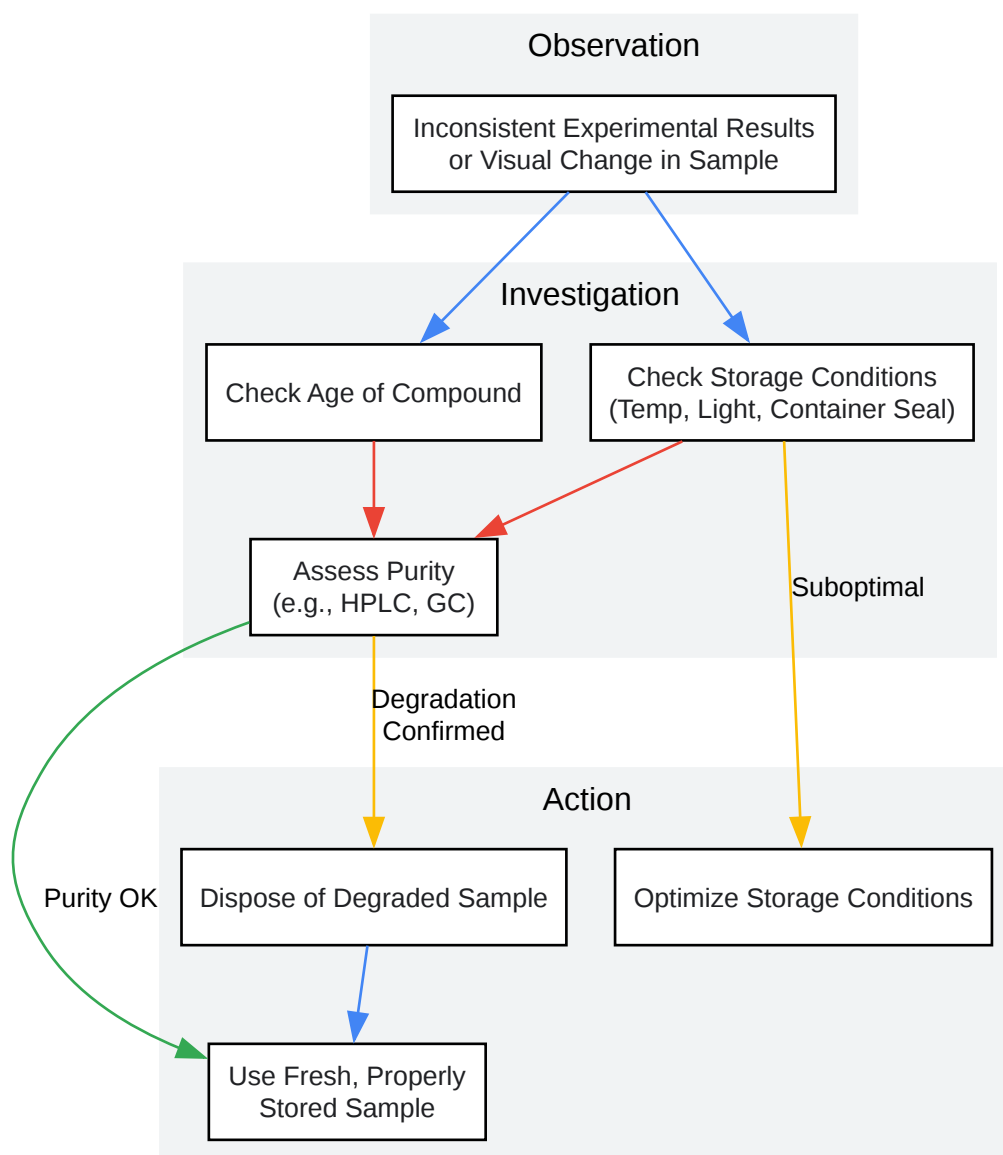 Observation
Inconsistent Experimental Results
or Visual Change in Sample
Investigation
Check Age of Compound
Check Storage Conditions
(Temp, Light, Container Seal)
Assess Purity
(e.g., HPLC, GC)
Suboptimal
Degradation
Confirmed
Action
Purity OK
Dispose of Degraded Sample
Optimize Storage Conditions
Use Fresh, Properly
Stored Sample